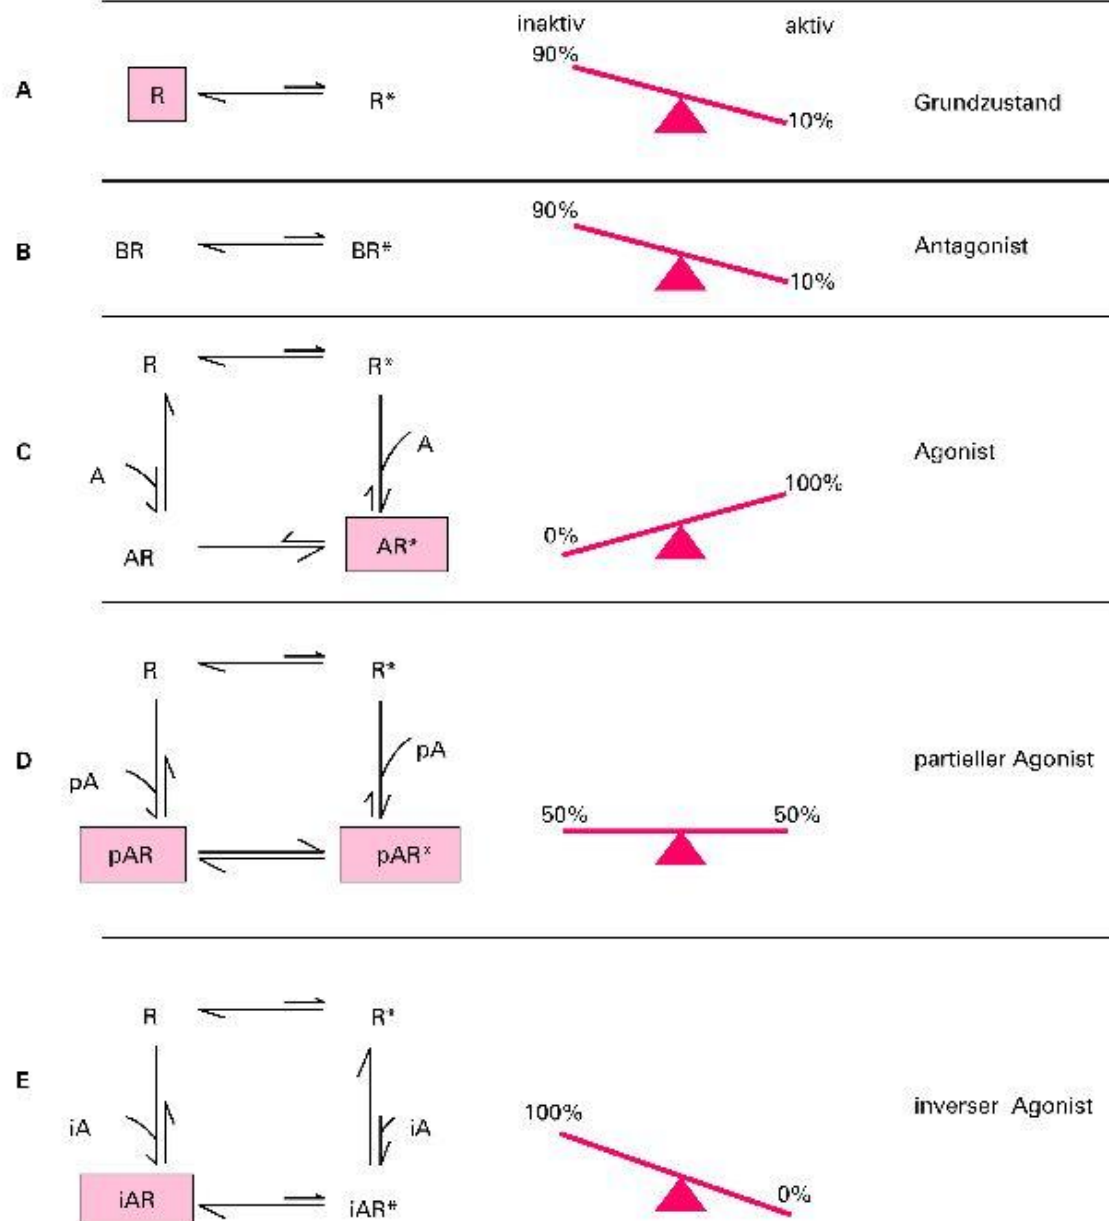 inaktiv aktiv
90%
A R R* Grundzustand
10%
90%
B BR BR* Antagonist
10%
R R*
C A A Agonist
100%
0%
AR AR*
R R*
D pA pA partieller Agonist
50% 50%
pAR pAR*
R R*
E iA iA inverser Agonist
100%
0%
iAR iAR*